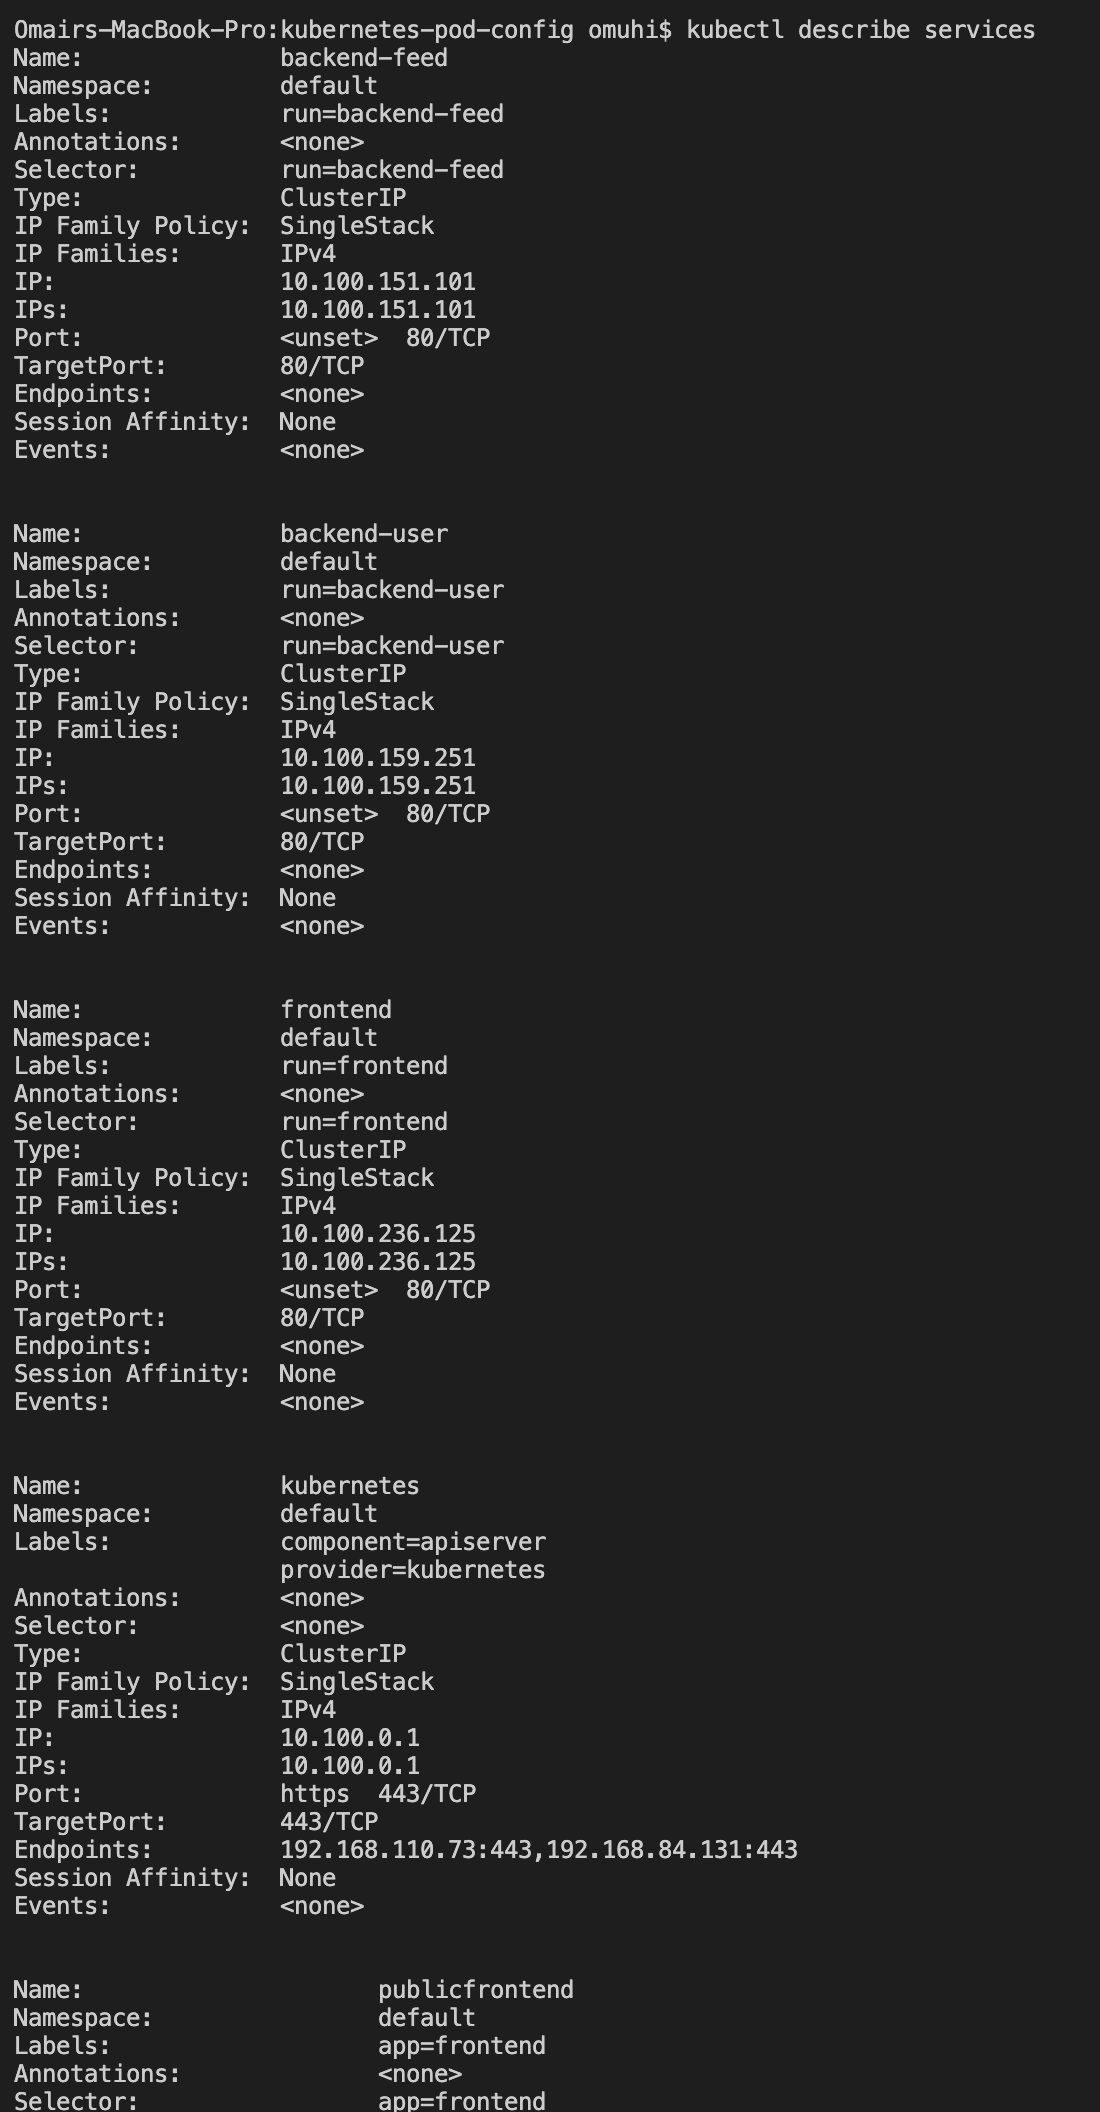 Omairs-MacBook-Pro:kubernetes-pod-config omuhi$ kubectl describe services
Name:              backend-feed
Namespace:         default
Labels:            run=backend-feed
Annotations:       <none>
Selector:          run=backend-feed
Type:              ClusterIP
IP Family Policy:  SingleStack
IP Families:       IPv4
IP:                10.100.151.101
IPs:               10.100.151.101
Port:              <unset>  80/TCP
TargetPort:        80/TCP
Endpoints:         <none>
Session Affinity:  None
Events:            <none>

Name:              backend-user
Namespace:         default
Labels:            run=backend-user
Annotations:       <none>
Selector:          run=backend-user
Type:              ClusterIP
IP Family Policy:  SingleStack
IP Families:       IPv4
IP:                10.100.159.251
IPs:               10.100.159.251
Port:              <unset>  80/TCP
TargetPort:        80/TCP
Endpoints:         <none>
Session Affinity:  None
Events:            <none>

Name:              frontend
Namespace:         default
Labels:            run=frontend
Annotations:       <none>
Selector:          run=frontend
Type:              ClusterIP
IP Family Policy:  SingleStack
IP Families:       IPv4
IP:                10.100.236.125
IPs:               10.100.236.125
Port:              <unset>  80/TCP
TargetPort:        80/TCP
Endpoints:         <none>
Session Affinity:  None
Events:            <none>

Name:              kubernetes
Namespace:         default
Labels:            component=apiserver
                   provider=kubernetes
Annotations:       <none>
Selector:          <none>
Type:              ClusterIP
IP Family Policy:  SingleStack
IP Families:       IPv4
IP:                10.100.0.1
IPs:               10.100.0.1
Port:              https  443/TCP
TargetPort:        443/TCP
Endpoints:         192.168.110.73:443,192.168.84.131:443
Session Affinity:  None
Events:            <none>

Name:                     publicfrontend
Namespace:                default
Labels:                   app=frontend
Annotations:              <none>
Selector:                 app=frontend